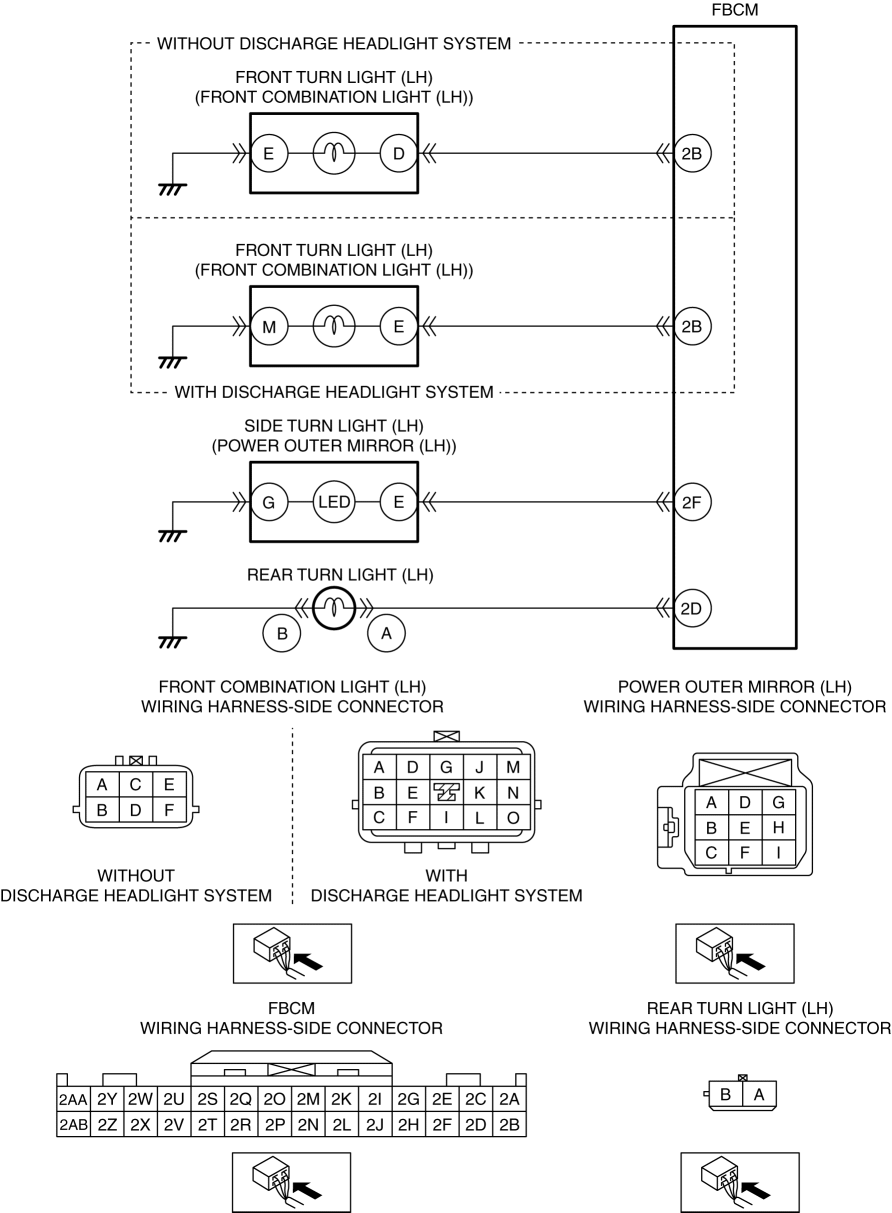 FBCM
WITHOUT DISCHARGE HEADLIGHT SYSTEM
FRONT TURN LIGHT (LH)
(FRONT COMBINATION LIGHT (LH))
E D 2B
FRONT TURN LIGHT (LH)
(FRONT COMBINATION LIGHT (LH))
M E 2B
WITH DISCHARGE HEADLIGHT SYSTEM
SIDE TURN LIGHT (LH)
(POWER OUTER MIRROR (LH))
G LED E 2F
REAR TURN LIGHT (LH)
2D
B A
FRONT COMBINATION LIGHT (LH)
WIRING HARNESS-SIDE CONNECTOR
A C E
B D F
WITHOUT
DISCHARGE HEADLIGHT SYSTEM
A D G J M
B E K N
C F I L O
WITH
DISCHARGE HEADLIGHT SYSTEM
POWER OUTER MIRROR (LH)
WIRING HARNESS-SIDE CONNECTOR
A D G
B E H
C F I
FBCM
WIRING HARNESS-SIDE CONNECTOR
2AA 2Y 2W 2U 2S 2Q 2O 2M 2K 2I 2G 2E 2C 2A
2AB 2Z 2X 2V 2T 2R 2P 2N 2L 2J 2H 2F 2D 2B
REAR TURN LIGHT (LH)
WIRING HARNESS-SIDE CONNECTOR
B A